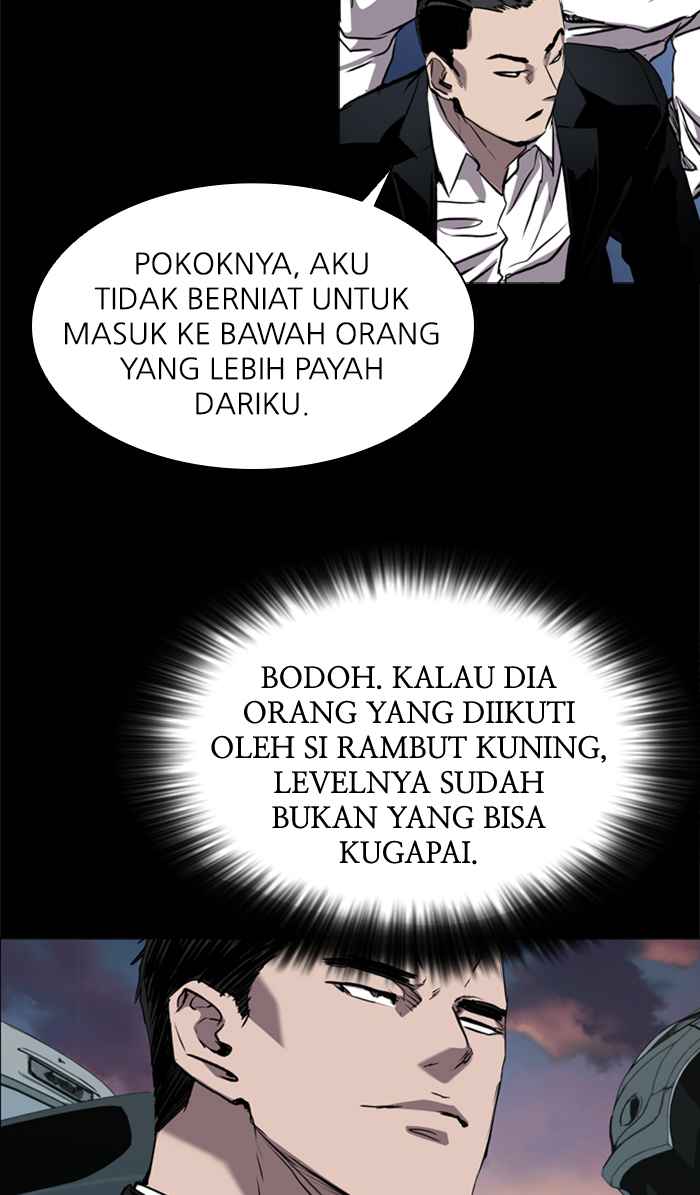 POKOKNYA, AKU
TIDAK BERNIAT UNTUK
MASUK KE BAWAH ORANG
YANG LEBIH PAYAH
DARIKU.
BODOH. KALAU DIA
ORANG YANG DIIKUTI
OLEH SI RAMBUT KUNING,
LEVELNYA SUDAH
BUKAN YANG BISA
KUGAPAI.